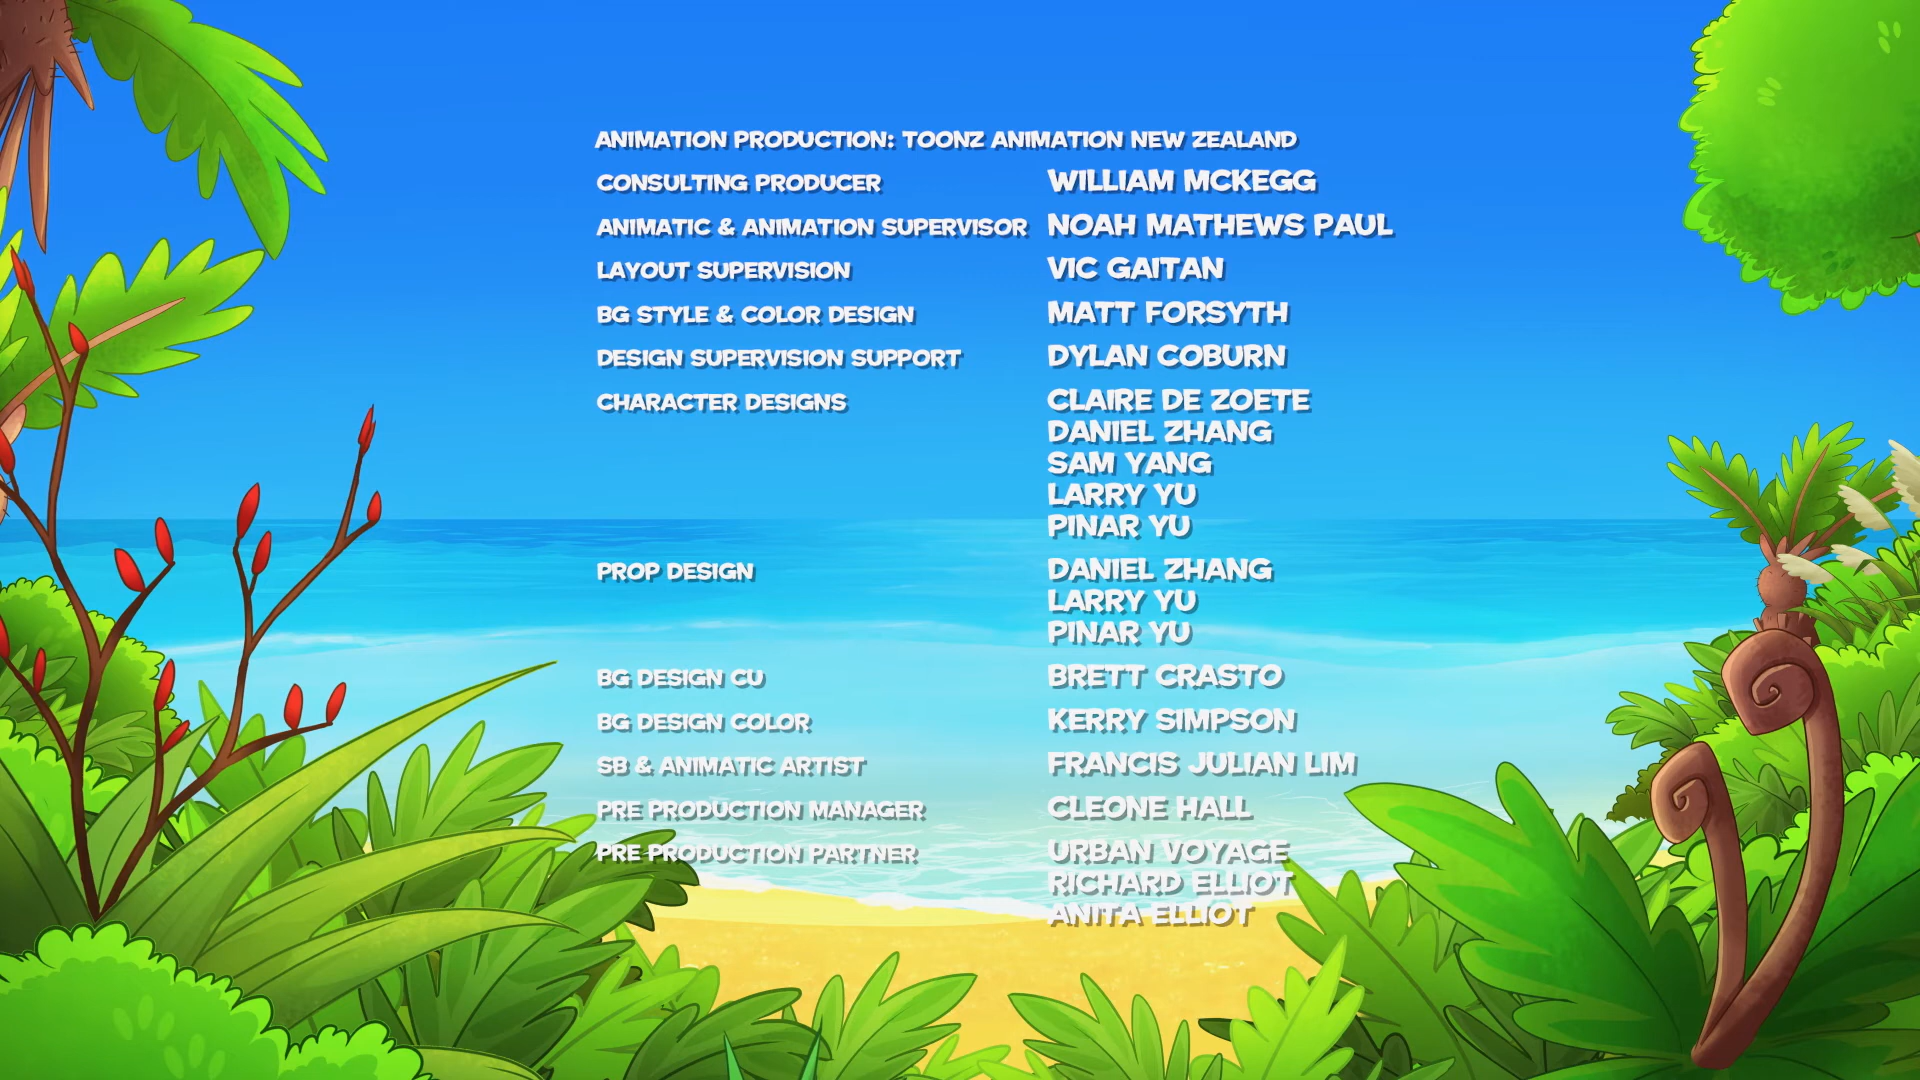 ANIMATION PRODUCTION: TOONZ ANIMATION NEW ZEALAND
CONSULTING PRODUCER WILLIAM MCKEGG
ANIMATIC & ANIMATION SUPERVISOR NOAH MATHEWS PAUL
LAYOUT SUPERVISION VIC GAITAN
BG STYLE & COLOR DESIGN MATT FORSYTH
DESIGN SUPERVISION SUPPORT DYLAN COBURN
CHARACTER DESIGNS CLAIRE DE ZOETE
DANIEL ZHANG
SAM YANG
LARRY YU
PINAR YU
PROP DESIGN DANIEL ZHANG
LARRY YU
PINAR YU
BG DESIGN CU BRETT CRASTO
BG DESIGN COLOR KERRY SIMPSON
SB & ANIMATIC ARTIST FRANCIS JULIAN LIM
PRE PRODUCTION MANAGER CLEONE HALL
PRE PRODUCTION PARTNER URBAN VOYAGE
RICHARD ELLIOT
ANITA ELLIOT